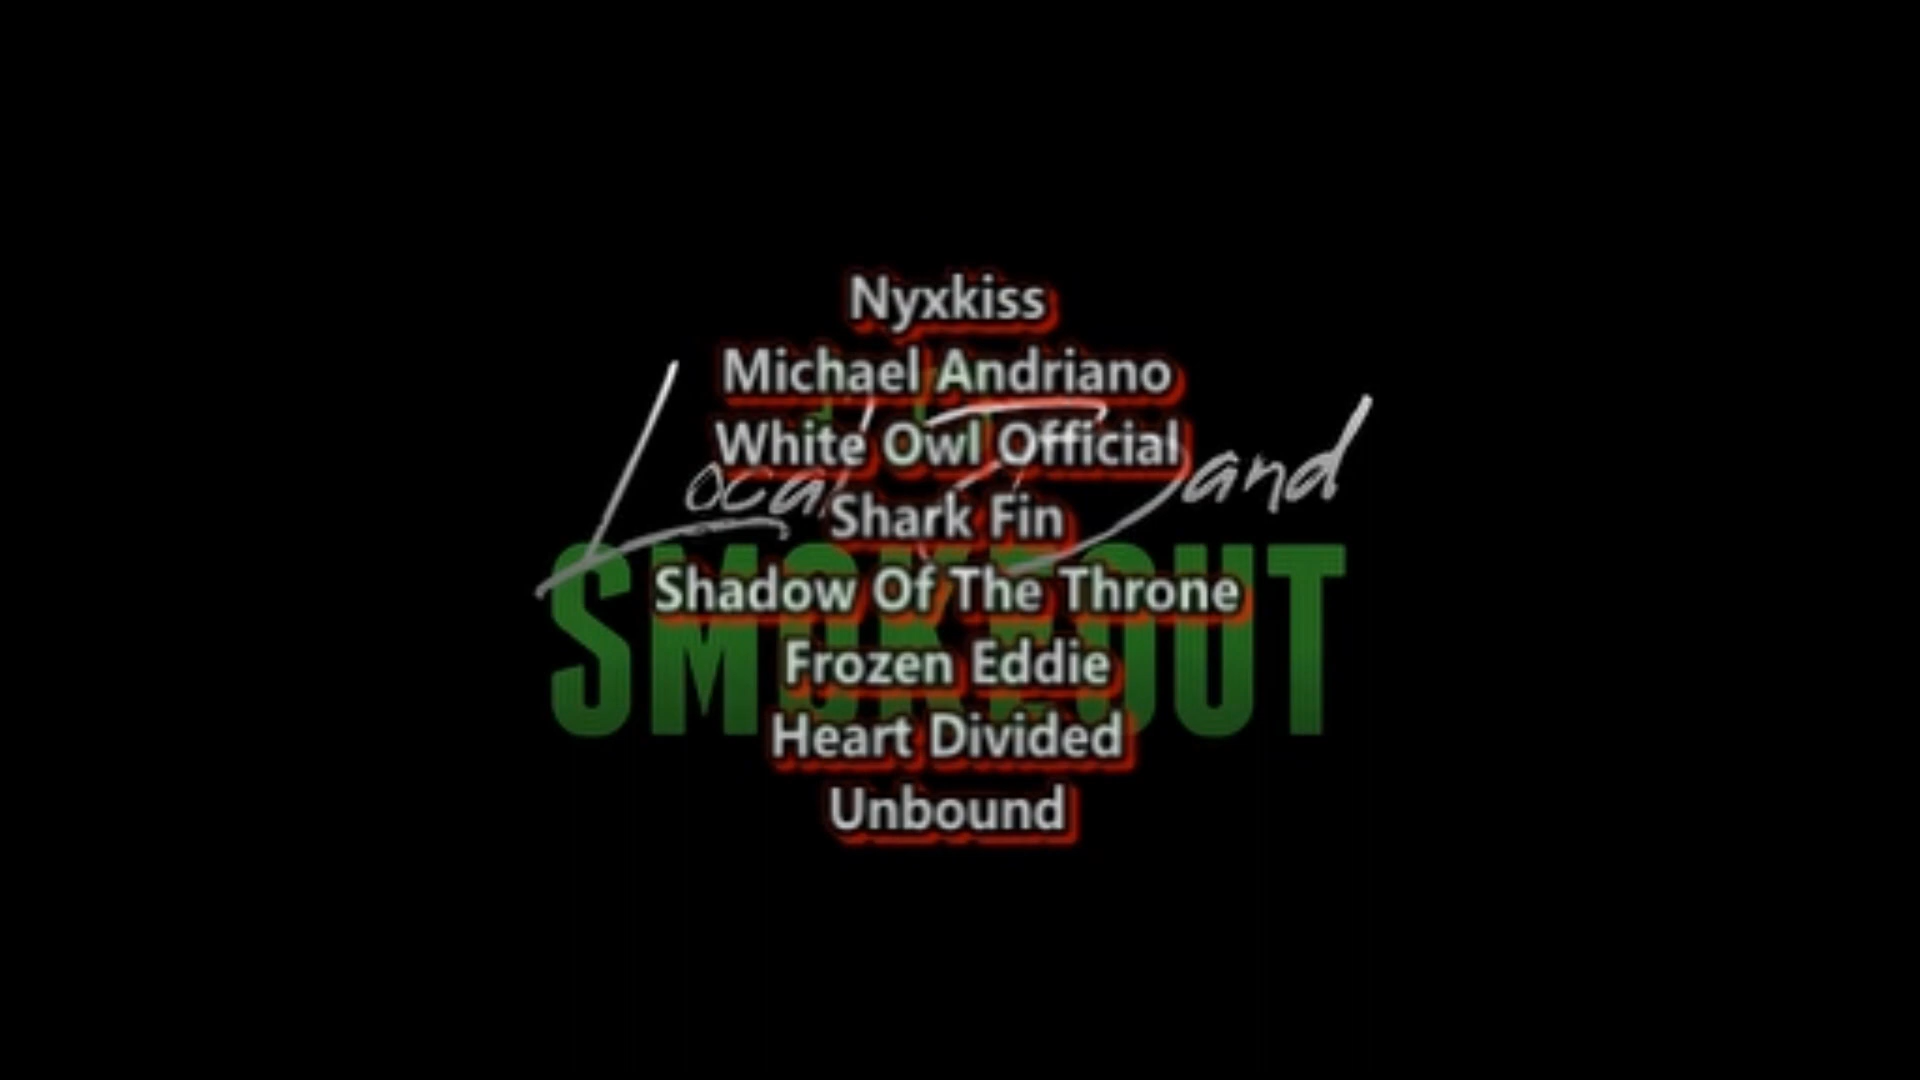 Nyxkiss
Michael Andriano
White Owl Official
Shark Fin
Shadow Of The Throne
Frozen Eddie
Heart Divided
Unbound
Local Band
SMOKEOUT